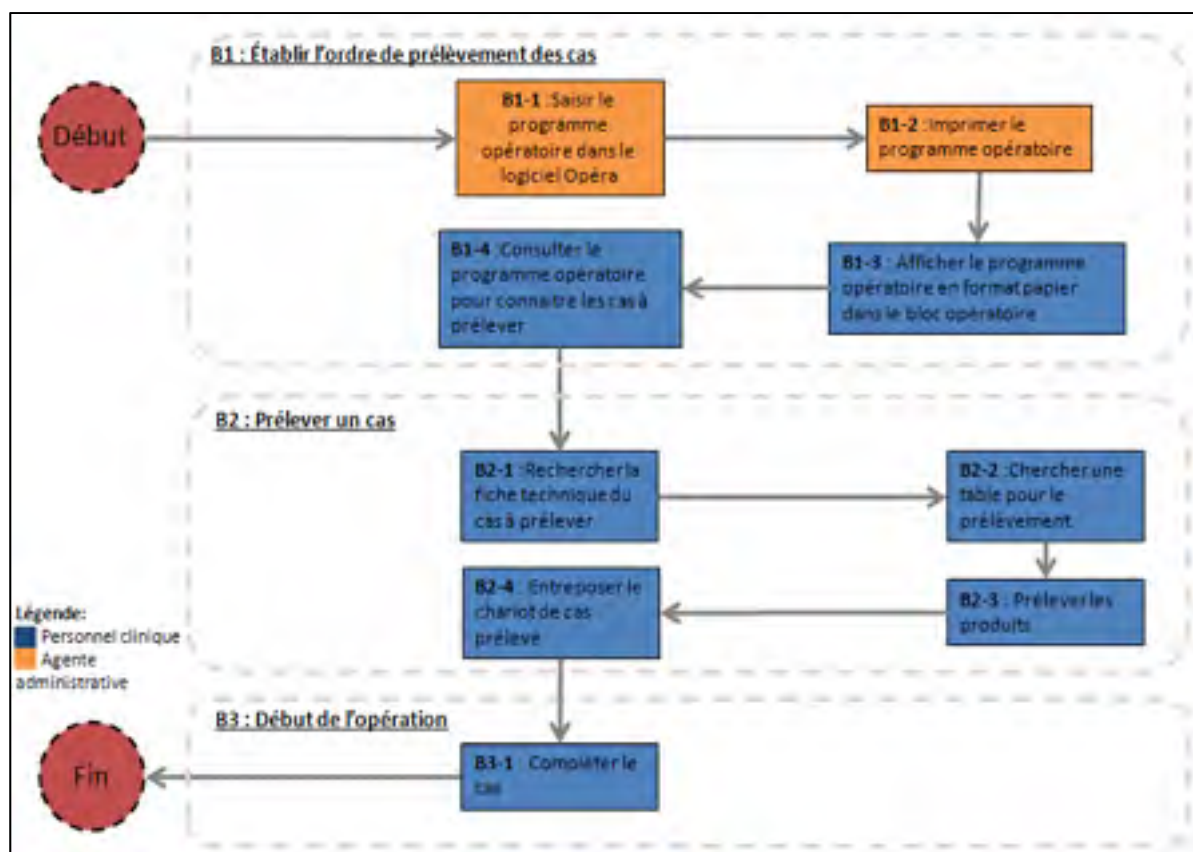 B1 : Établir l'ordre de prélèvement des cas
Début
B1-1 : Saisir le
programme
opératoire dans le
logiciel Opéra
B1-2 : Imprimer le
programme opératoire
B1-3 : Afficher le programme
opératoire en format papier
dans le bloc opératoire
B1-4 : Consulter le
programme opératoire
pour connaitre les cas à
prélever
B2 : Prélever un cas
B2-1 : Rechercher la
fiche technique du
cas à prélever
B2-2 : Chercher une
table pour le
prélèvement
B2-3 : Prélever les
produits
B2-4 : Entreposer le
chariot de cas
prélevé
Légende:
Personnel clinique
Agente
administrative
B3 : Début de l'opération
B3-1 : Compléter le
cas
Fin